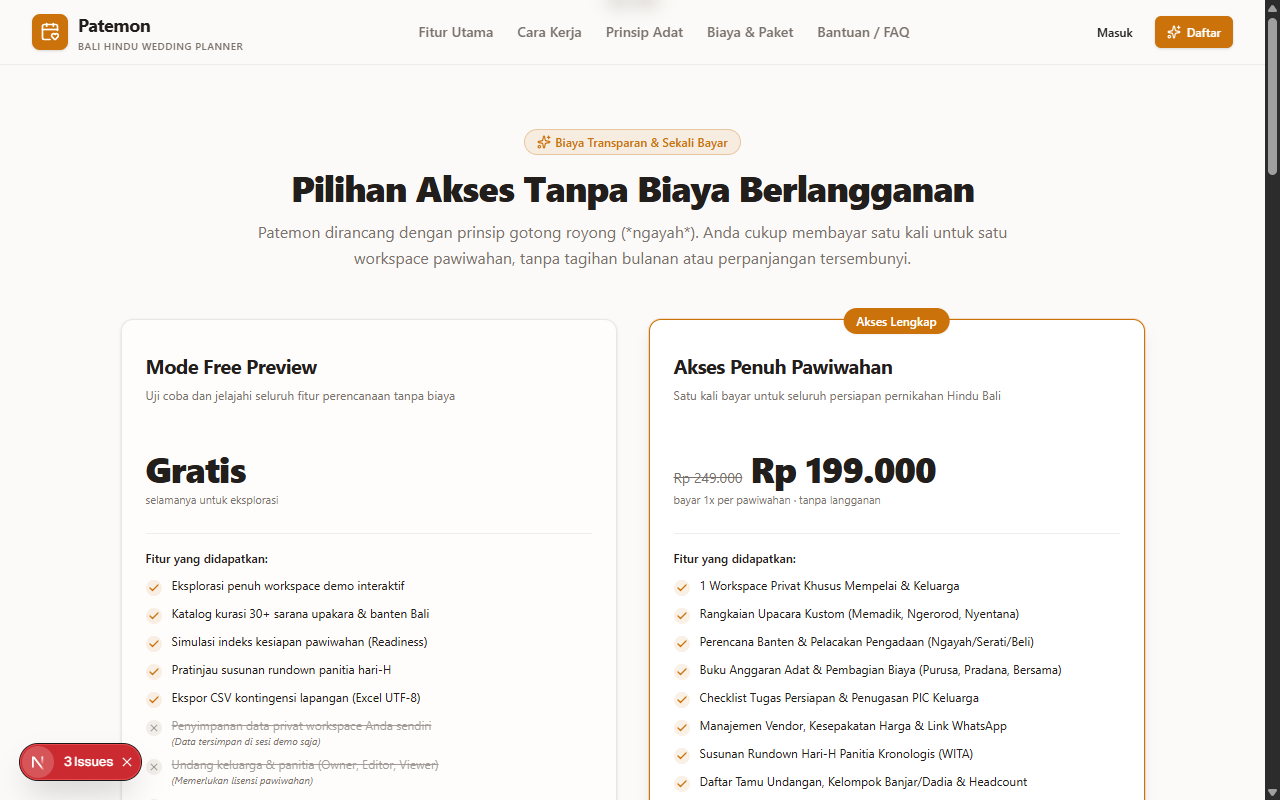 Patemon
BALI HINDU WEDDING PLANNER
Fitur Utama
Cara Kerja
Prinsip Adat
Biaya & Paket
Bantuan / FAQ
Masuk
Daftar
Biaya Transparan & Sekali Bayar
Pilihan Akses Tanpa Biaya Berlangganan
Patemon dirancang dengan prinsip gotong royong (*ngayah*). Anda cukup membayar satu kali untuk satu
workspace pawiwahan, tanpa tagihan bulanan atau perpanjangan tersembunyi.
Mode Free Preview
Uji coba dan jelajahi seluruh fitur perencanaan tanpa biaya
Gratis
selamanya untuk eksplorasi
Fitur yang didapatkan:
Eksplorasi penuh workspace demo interaktif
Katalog kurasi 30+ sarana upakara & banten Bali
Simulasi indeks kesiapan pawiwahan (Readiness)
Pratinjau susunan rundown panitia hari-H
Ekspor CSV kontingensi lapangan (Excel UTF-8)
Penyimpanan data privat workspace Anda sendiri
(Data tersimpan di sesi demo saja)
Undang keluarga & panitia (Owner, Editor, Viewer)
(Memerlukan lisensi pawiwahan)
Akses Lengkap
Akses Penuh Pawiwahan
Satu kali bayar untuk seluruh persiapan pernikahan Hindu Bali
Rp 249.000 Rp 199.000
bayar 1x per pawiwahan · tanpa langganan
Fitur yang didapatkan:
1 Workspace Privat Khusus Mempelai & Keluarga
Rangkaian Upacara Kustom (Memadik, Ngerorod, Nyentana)
Perencana Banten & Pelacakan Pengadaan (Ngayah/Serati/Beli)
Buku Anggaran Adat & Pembagian Biaya (Purusa, Pradana, Bersama)
Checklist Tugas Persiapan & Penugasan PIC Keluarga
Manajemen Vendor, Kesepakatan Harga & Link WhatsApp
Susunan Rundown Hari-H Panitia Kronologis (WITA)
Daftar Tamu Undangan, Kelompok Banjar/Dadia & Headcount
N
3 Issues